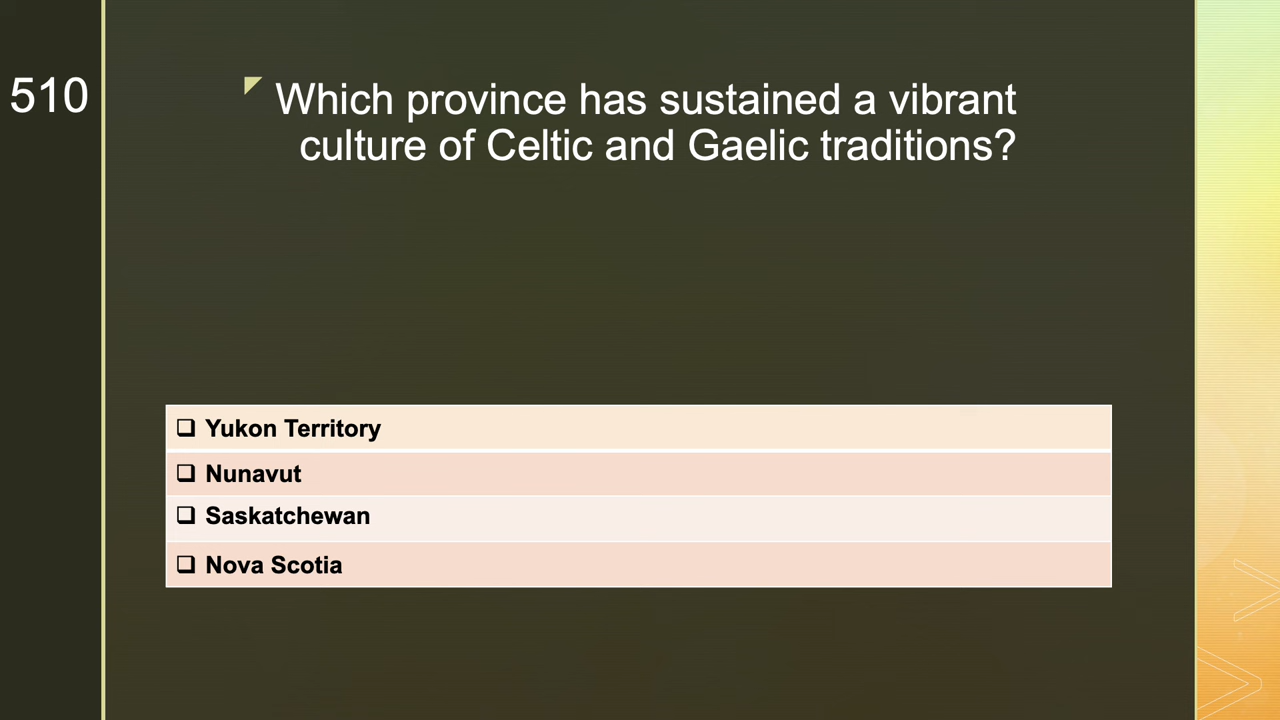 510
Which province has sustained a vibrant
culture of Celtic and Gaelic traditions?
❑ Yukon Territory
❑ Nunavut
❑ Saskatchewan
❑ Nova Scotia